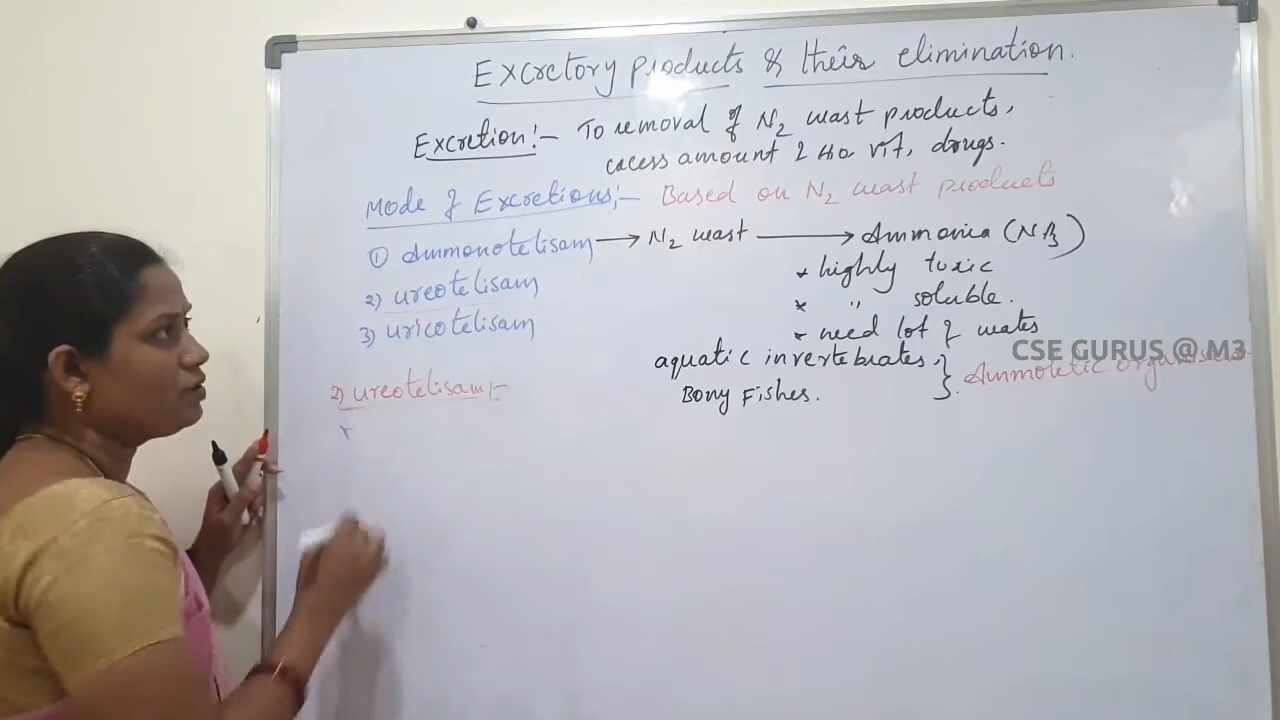 Excretory products & their elimination.
Excretion:- To removal of N2 wast products,
excess amount 2 H2o vit, drugs.
Mode of Excretions:- Based on N2 wast products
① Ammonotelisam → N2 wast → Ammonia (NH3)
* highly toxic
2) ureotelisam
* " soluble.
3) uricotelisam
* need lot of water
CSE GURUS @ M3
aquatic invertebrates,
Bony Fishes.
2) ureotelisam:-